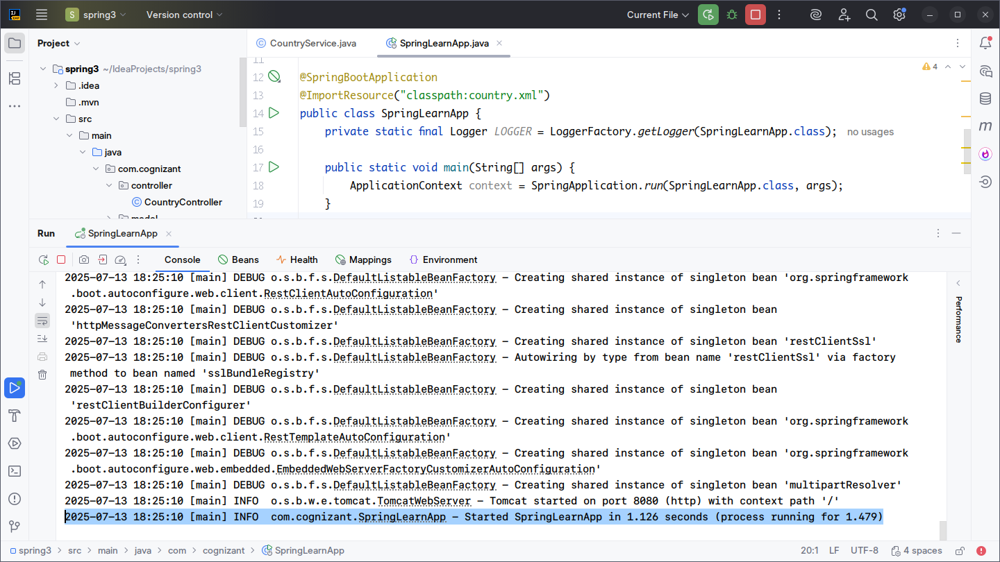 spring3
Version control
Current File
Project
CountryService.java
SpringLearnApp.java
spring3 ~/IdeaProjects/spring3
.idea
.mvn
src
main
java
com.cognizant
controller
CountryController
model
11
12 @SpringBootApplication
13 @ImportResource("classpath:country.xml")
14 public class SpringLearnApp {
15 private static final Logger LOGGER = LoggerFactory.getLogger(SpringLearnApp.class); no usages
16
17 public static void main(String[] args) {
18 ApplicationContext context = SpringApplication.run(SpringLearnApp.class, args);
19 }
4
Run
SpringLearnApp
Console
Beans
Health
Mappings
Environment
2025-07-13 18:25:10 [main] DEBUG o.s.b.f.s.DefaultListableBeanFactory - Creating shared instance of singleton bean 'org.springframework
.boot.autoconfigure.web.client.RestClientAutoConfiguration'
2025-07-13 18:25:10 [main] DEBUG o.s.b.f.s.DefaultListableBeanFactory - Creating shared instance of singleton bean
'httpMessageConvertersRestClientCustomizer'
2025-07-13 18:25:10 [main] DEBUG o.s.b.f.s.DefaultListableBeanFactory - Creating shared instance of singleton bean 'restClientSsl'
2025-07-13 18:25:10 [main] DEBUG o.s.b.f.s.DefaultListableBeanFactory - Autowiring by type from bean name 'restClientSsl' via factory
method to bean named 'sslBundleRegistry'
2025-07-13 18:25:10 [main] DEBUG o.s.b.f.s.DefaultListableBeanFactory - Creating shared instance of singleton bean
'restClientBuilderConfigurer'
2025-07-13 18:25:10 [main] DEBUG o.s.b.f.s.DefaultListableBeanFactory - Creating shared instance of singleton bean 'org.springframework
.boot.autoconfigure.web.client.RestTemplateAutoConfiguration'
2025-07-13 18:25:10 [main] DEBUG o.s.b.f.s.DefaultListableBeanFactory - Creating shared instance of singleton bean 'org.springframework
.boot.autoconfigure.web.embedded.EmbeddedWebServerFactoryCustomizerAutoConfiguration'
2025-07-13 18:25:10 [main] DEBUG o.s.b.f.s.DefaultListableBeanFactory - Creating shared instance of singleton bean 'multipartResolver'
2025-07-13 18:25:10 [main] INFO  o.s.b.w.e.tomcat.TomcatWebServer - Tomcat started on port 8080 (http) with context path '/'
2025-07-13 18:25:10 [main] INFO  com.cognizant.SpringLearnApp - Started SpringLearnApp in 1.126 seconds (process running for 1.479)
Performance
spring3 > src > main > java > com > cognizant > SpringLearnApp
20:1 LF UTF-8 4 spaces